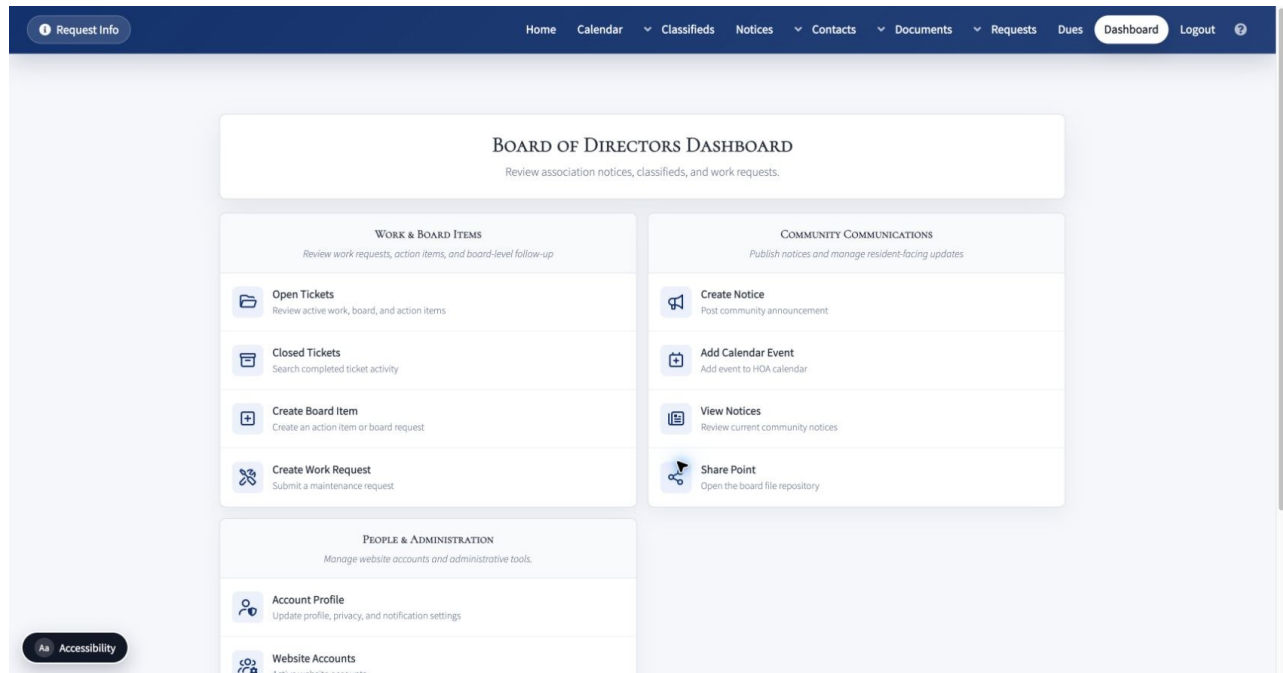 Request Info
Home Calendar Classifieds Notices Contacts Documents Requests Dues Dashboard Logout ?
Board of Directors Dashboard
Review association notices, classifieds, and work requests.
Work & Board Items
Review work requests, action items, and board-level follow-up
Open Tickets
Review active work, board, and action items
Closed Tickets
Search completed ticket activity
Create Board Item
Create an action item or board request
Create Work Request
Submit a maintenance request
Community Communications
Publish notices and manage resident-facing updates
Create Notice
Post community announcement
Add Calendar Event
Add event to HOA calendar
View Notices
Review current community notices
Share Point
Open the board file repository
People & Administration
Manage website accounts and administrative tools.
Account Profile
Update profile, privacy, and notification settings
Website Accounts
Aa Accessibility